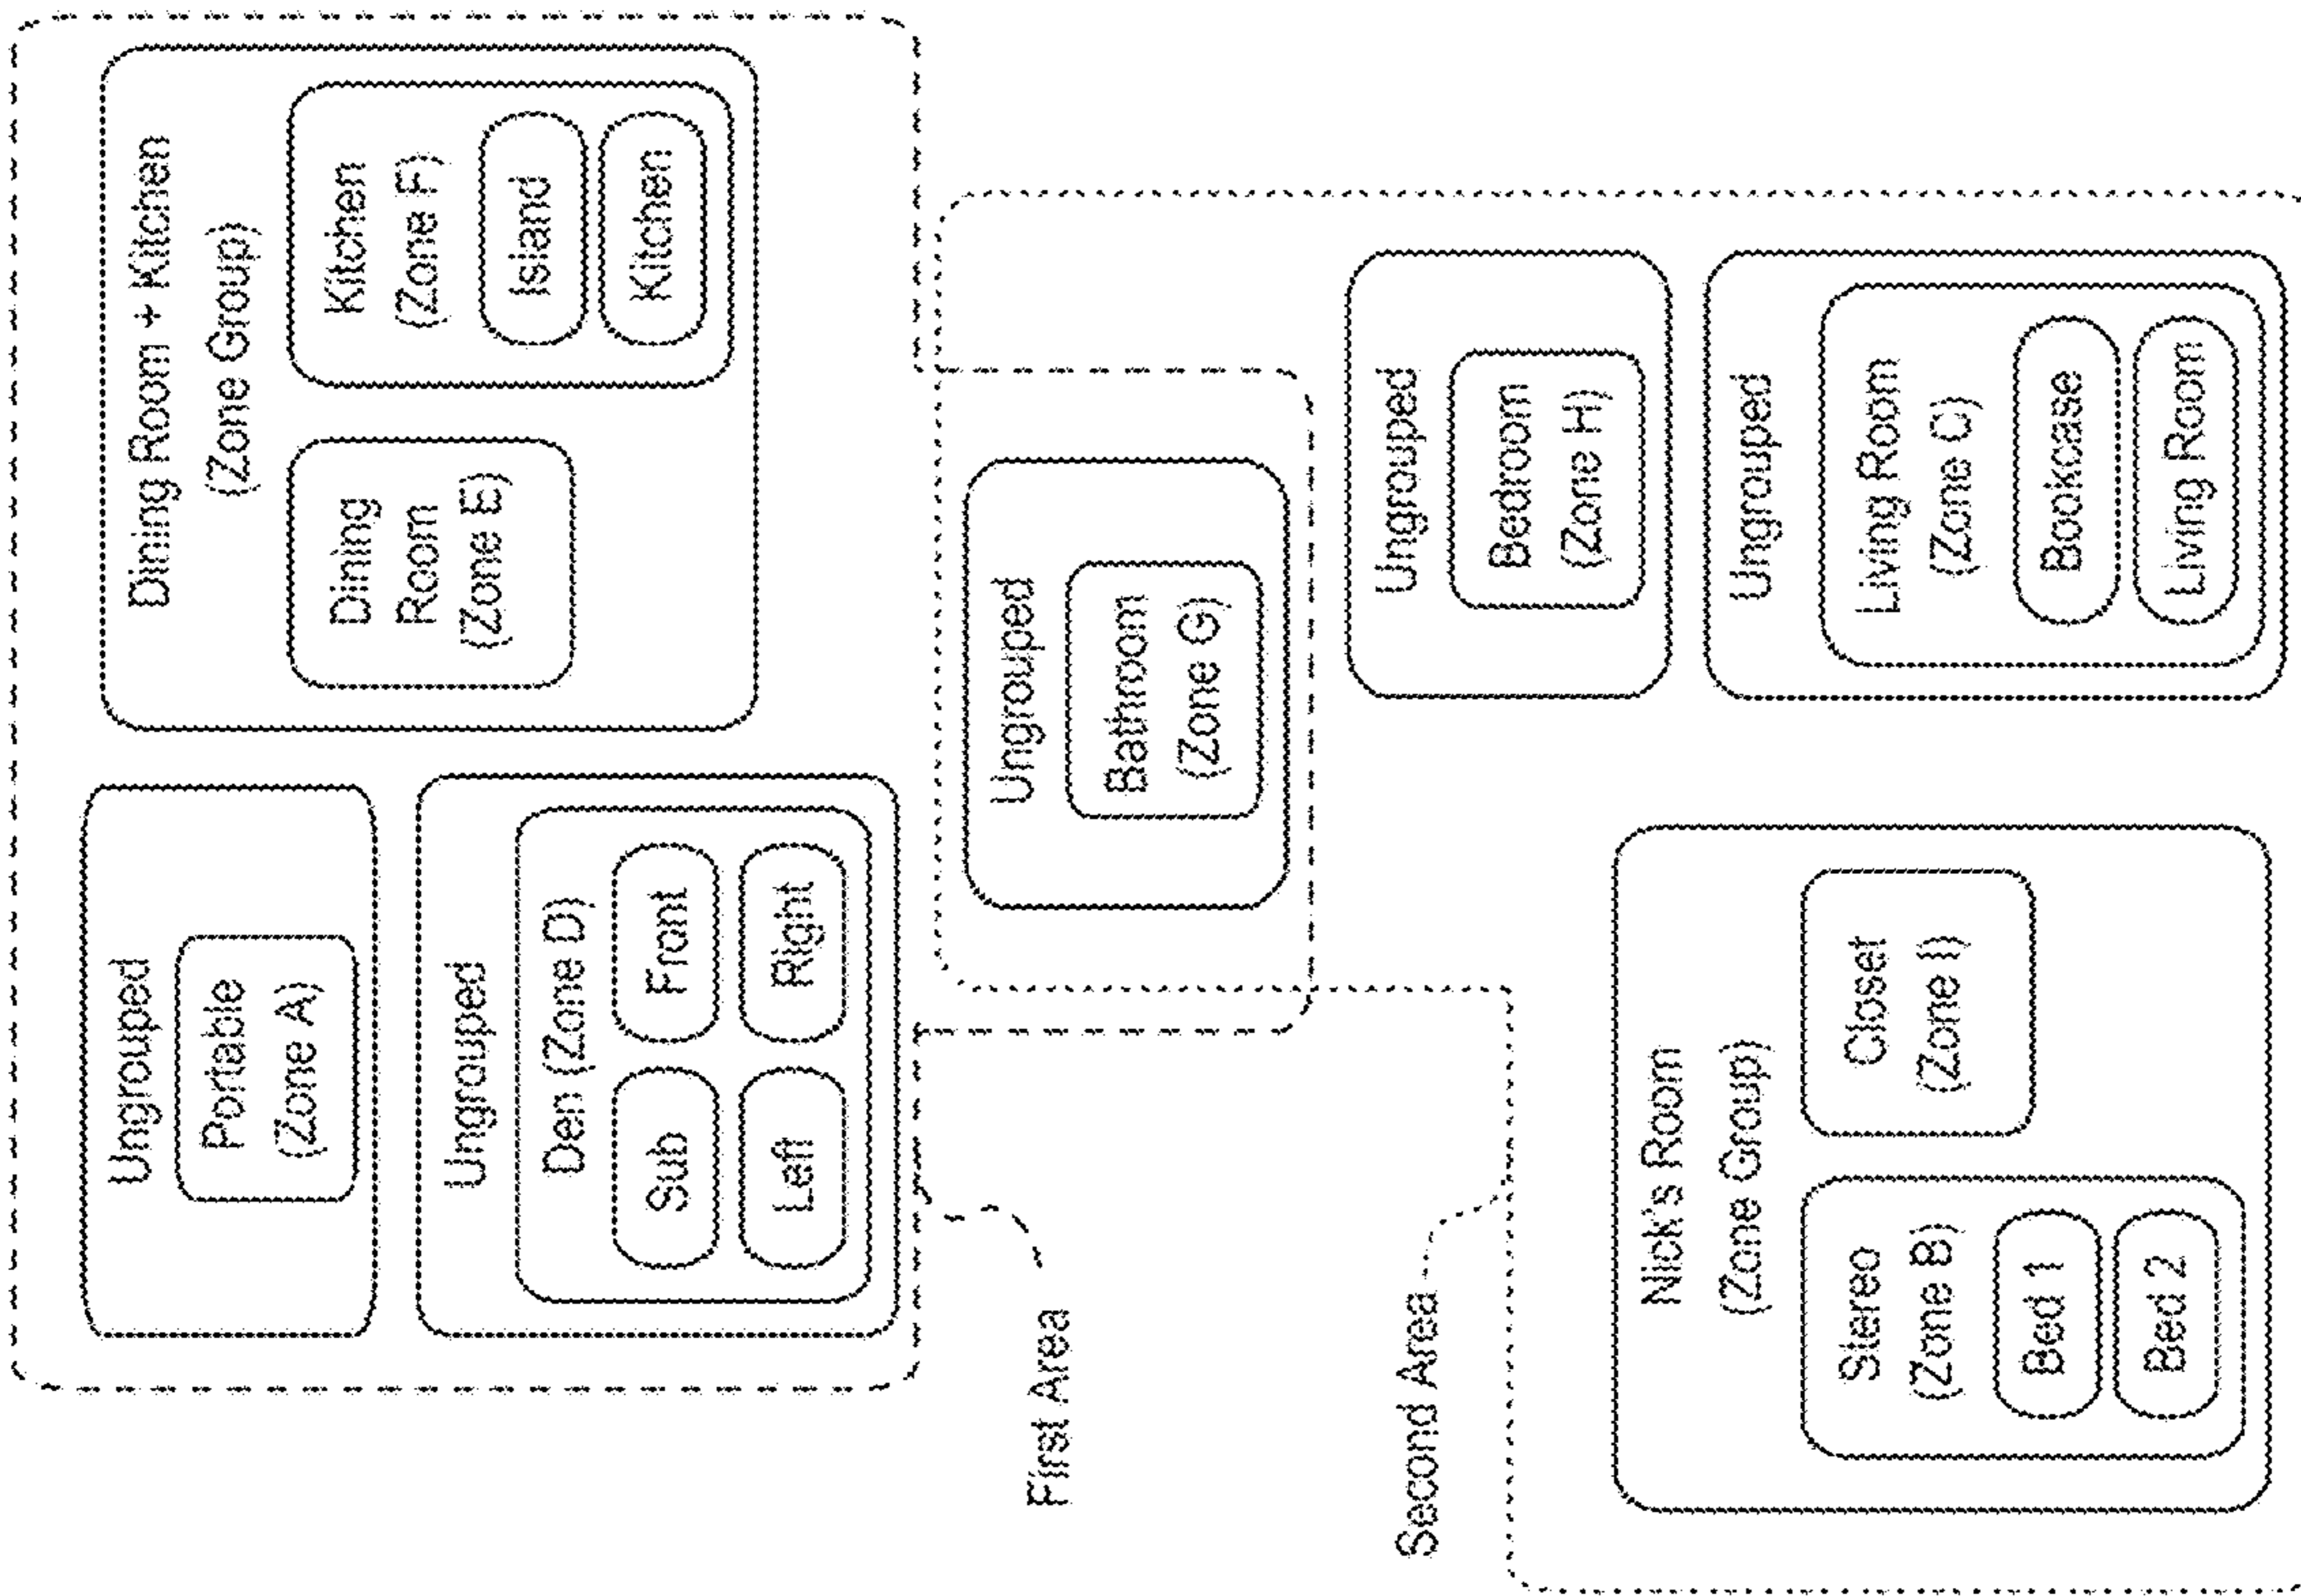 Ungrouped
Portable
(Zone A)
Dining Room + Kitchen
(Zone Group)
Dining
Room
(Zone E)
Kitchen
(Zone F)
Island
Kitchen
Ungrouped
Den (Zone D)
Sub
Front
Left
Right
First Area
Ungrouped
Bathroom
(Zone G)
Second Area
Ungrouped
Bedroom
(Zone H)
Nick's Room
(Zone Group)
Stereo
(Zone B)
Bed 1
Bed 2
Closet
(Zone I)
Ungrouped
Living Room
(Zone C)
Bookcase
Living Room